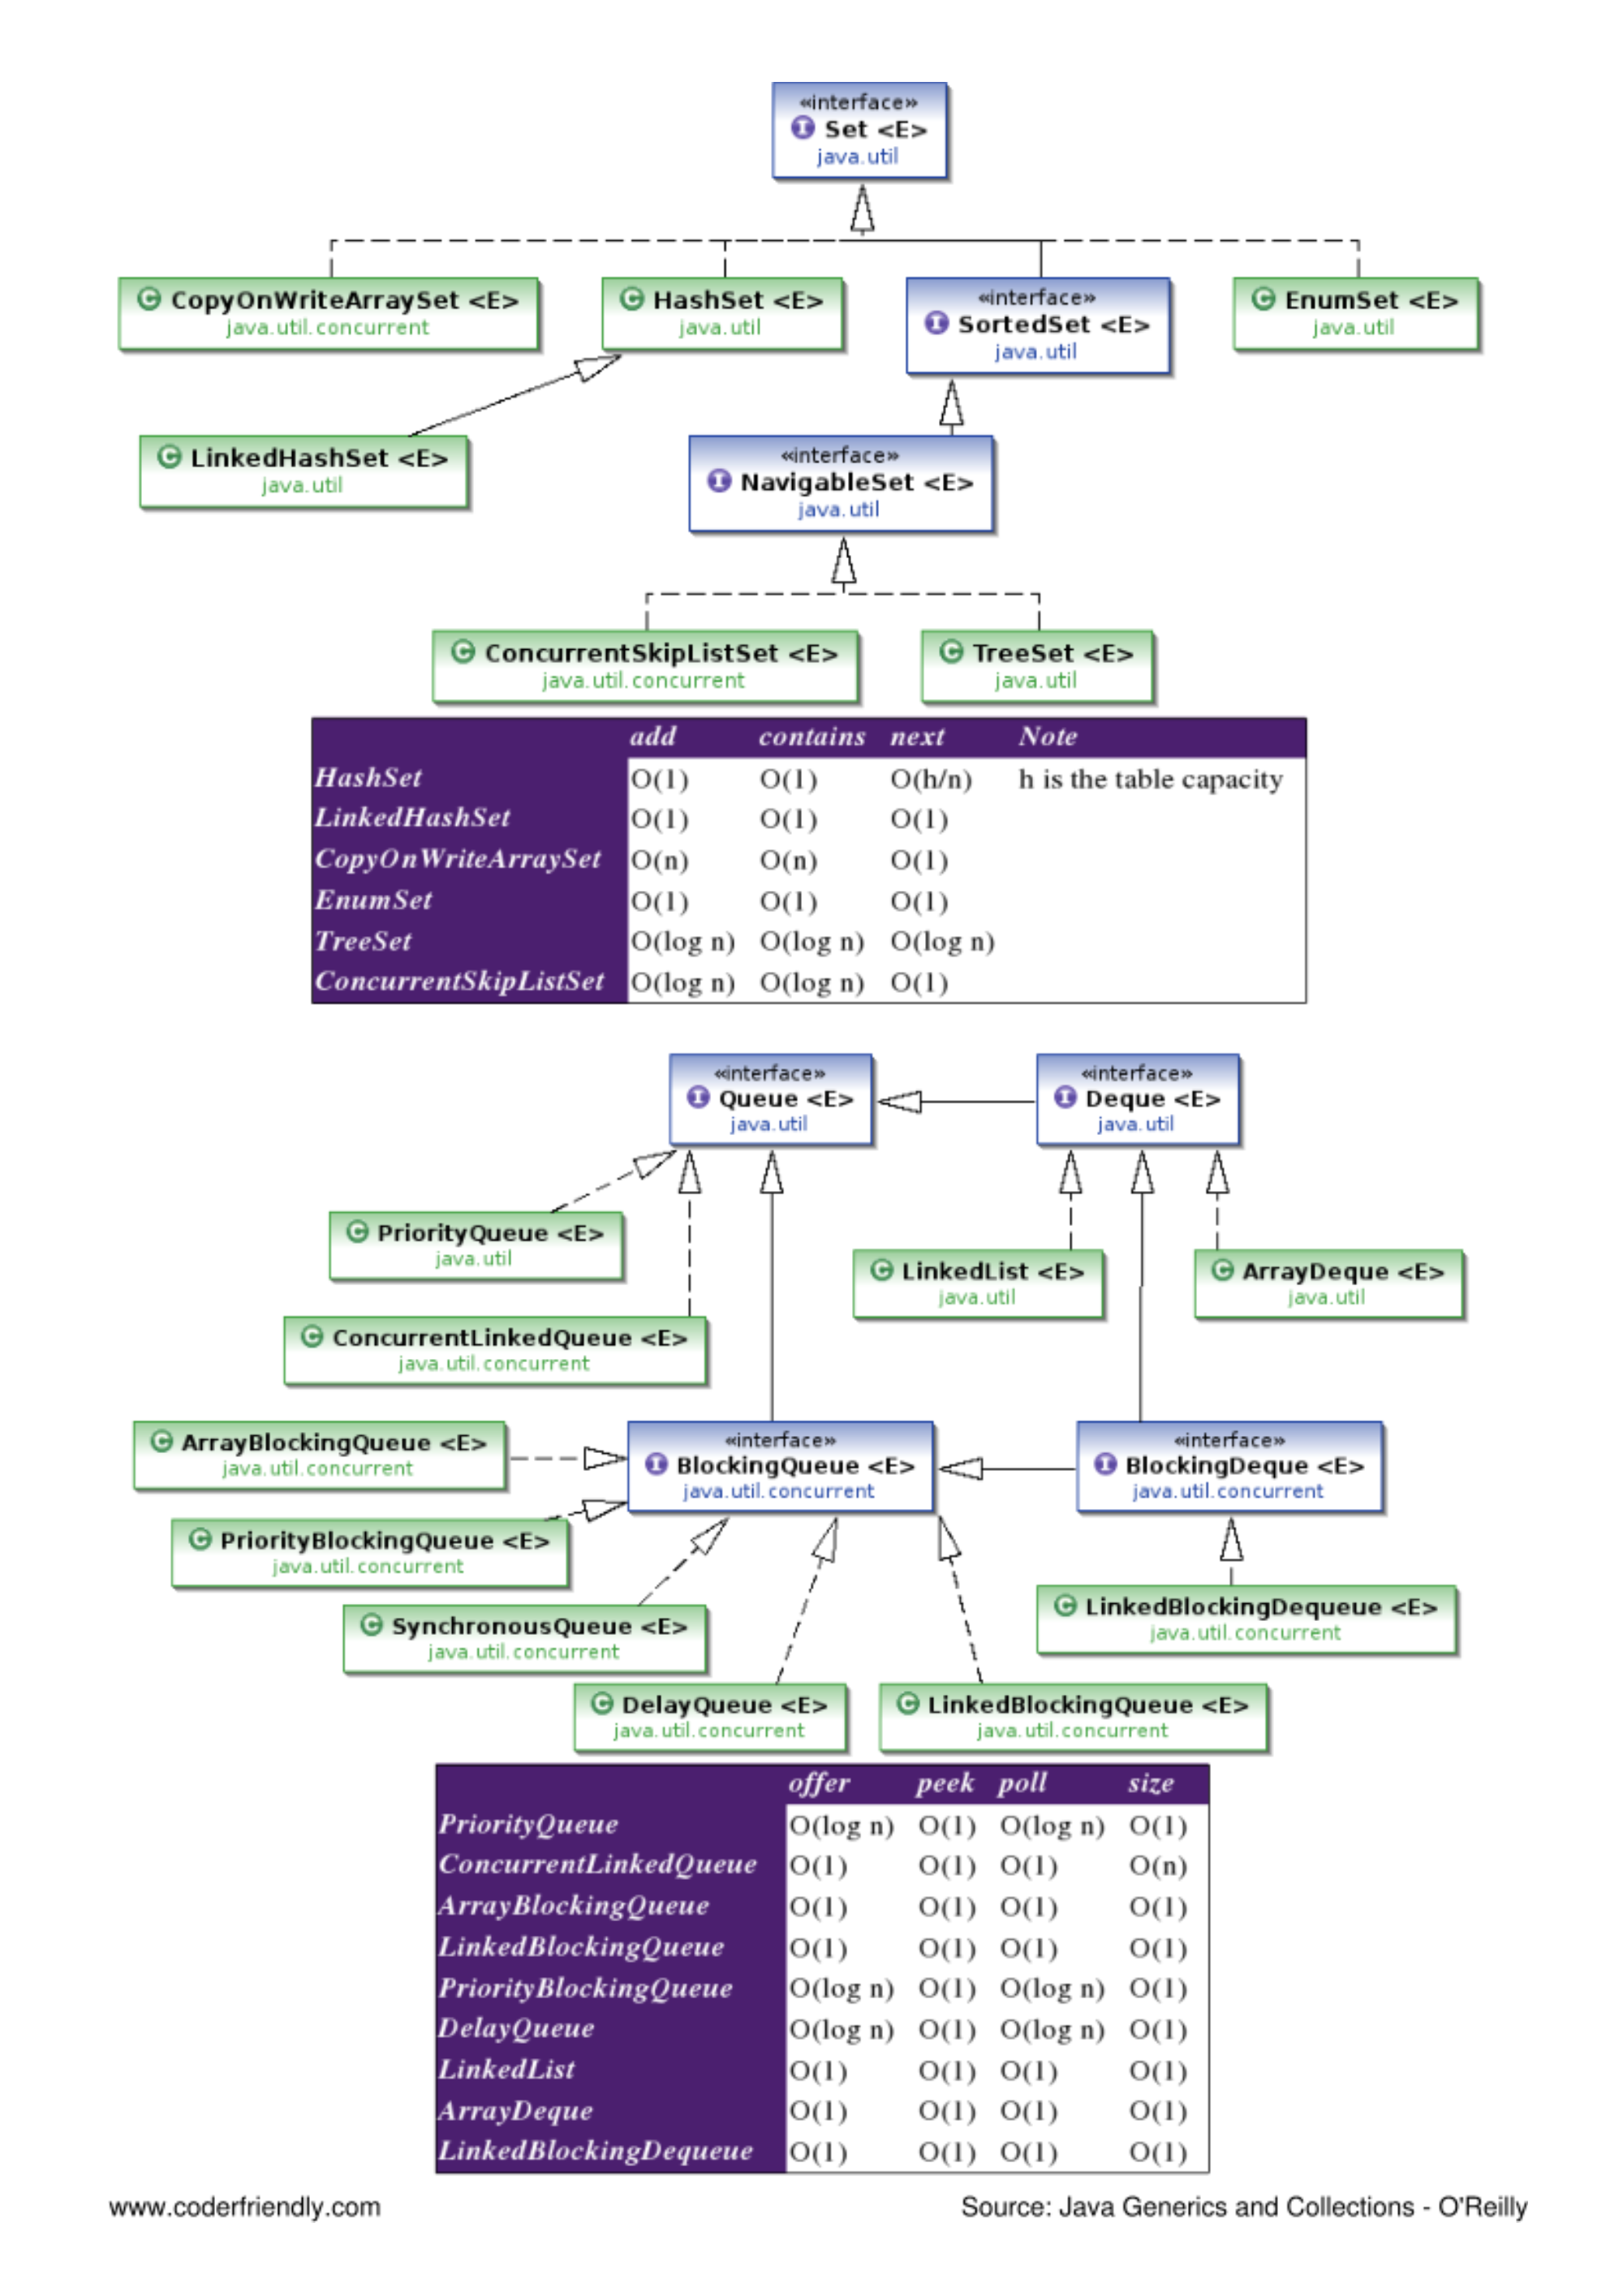 «interface»
Set <E>
java.util
CopyOnWriteArraySet <E>
java.util.concurrent
HashSet <E>
java.util
«interface»
SortedSet <E>
java.util
EnumSet <E>
java.util
LinkedHashSet <E>
java.util
«interface»
NavigableSet <E>
java.util
ConcurrentSkipListSet <E>
java.util.concurrent
TreeSet <E>
java.util
add contains next Note
HashSet O(1) O(1) O(h/n) h is the table capacity
LinkedHashSet O(1) O(1) O(1)
CopyOnWriteArraySet O(n) O(n) O(1)
EnumSet O(1) O(1) O(1)
TreeSet O(log n) O(log n) O(log n)
ConcurrentSkipListSet O(log n) O(log n) O(1)
«interface»
Queue <E>
java.util
«interface»
Deque <E>
java.util
PriorityQueue <E>
java.util
LinkedList <E>
java.util
ArrayDeque <E>
java.util
ConcurrentLinkedQueue <E>
java.util.concurrent
ArrayBlockingQueue <E>
java.util.concurrent
«interface»
BlockingQueue <E>
java.util.concurrent
«interface»
BlockingDeque <E>
java.util.concurrent
PriorityBlockingQueue <E>
java.util.concurrent
SynchronousQueue <E>
java.util.concurrent
LinkedBlockingDequeue <E>
java.util.concurrent
DelayQueue <E>
java.util.concurrent
LinkedBlockingQueue <E>
java.util.concurrent
offer peek poll size
PriorityQueue O(log n) O(1) O(log n) O(1)
ConcurrentLinkedQueue O(1) O(1) O(1) O(n)
ArrayBlockingQueue O(1) O(1) O(1) O(1)
LinkedBlockingQueue O(1) O(1) O(1) O(1)
PriorityBlockingQueue O(log n) O(1) O(log n) O(1)
DelayQueue O(log n) O(1) O(log n) O(1)
LinkedList O(1) O(1) O(1) O(1)
ArrayDeque O(1) O(1) O(1) O(1)
LinkedBlockingDequeue O(1) O(1) O(1) O(1)
www.coderfriendly.com
Source: Java Generics and Collections - O'Reilly